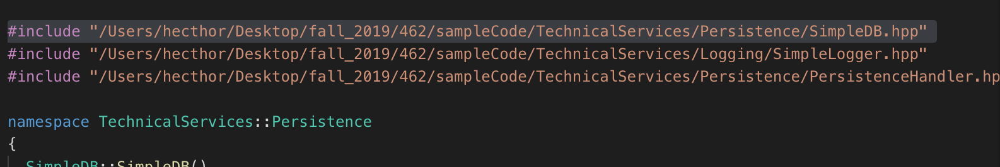 #include "/Users/hecthor/Desktop/fall_2019/462/sampleCode/TechnicalServices/Persistence/SimpleDB.hpp"
#include "/Users/hecthor/Desktop/fall_2019/462/sampleCode/TechnicalServices/Logging/SimpleLogger.hpp"
#include "/Users/hecthor/Desktop/fall_2019/462/sampleCode/TechnicalServices/Persistence/PersistenceHandler.hp
namespace TechnicalServices::Persistence
{
SimpleDB::SimpleDB()